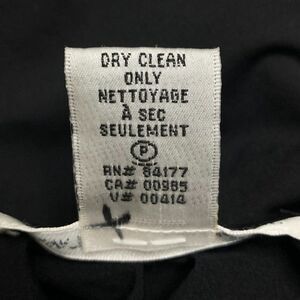 DRY CLEAN
ONLY
NETTOYAGE
À SEC
SEULEMENT
P
RN# 84177
CA# 00985
V# 00414